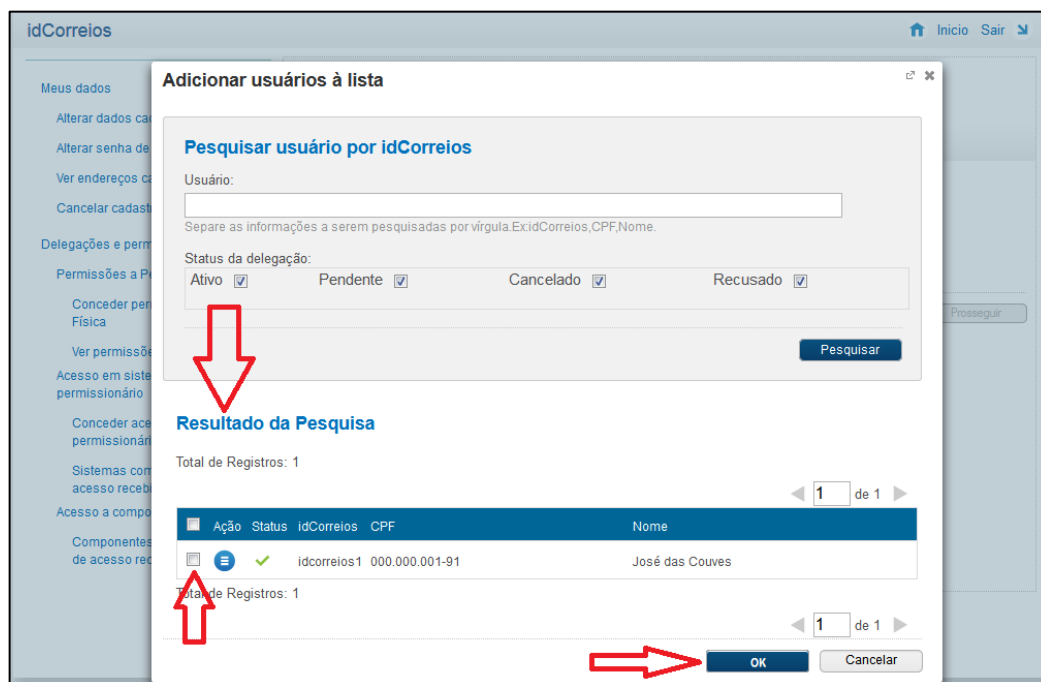 idCorreios
Inicio Sair
Adicionar usuários à lista
Meus dados
Alterar dados cad
Alterar senha de
Ver endereços ca
Cancelar cadast
Delegações e perm
Permissões a Pe
Conceder per
Física
Ver permissõe
Acesso em siste
permissionário
Conceder ace
permissionári
Sistemas com
acesso recebi
Acesso a compo
Componentes
de acesso rec
Pesquisar usuário por idCorreios
Usuário:
Separe as informações a serem pesquisadas por vírgula.Ex:idCorreios,CPF,Nome.
Status da delegação:
Ativo Pendente Cancelado Recusado
Prosseguir
Pesquisar
Resultado da Pesquisa
Total de Registros: 1
1 de 1
Ação Status idCorreios CPF Nome
idcorreios1 000.000.001-91 José das Couves
Total de Registros: 1
1 de 1
OK Cancelar